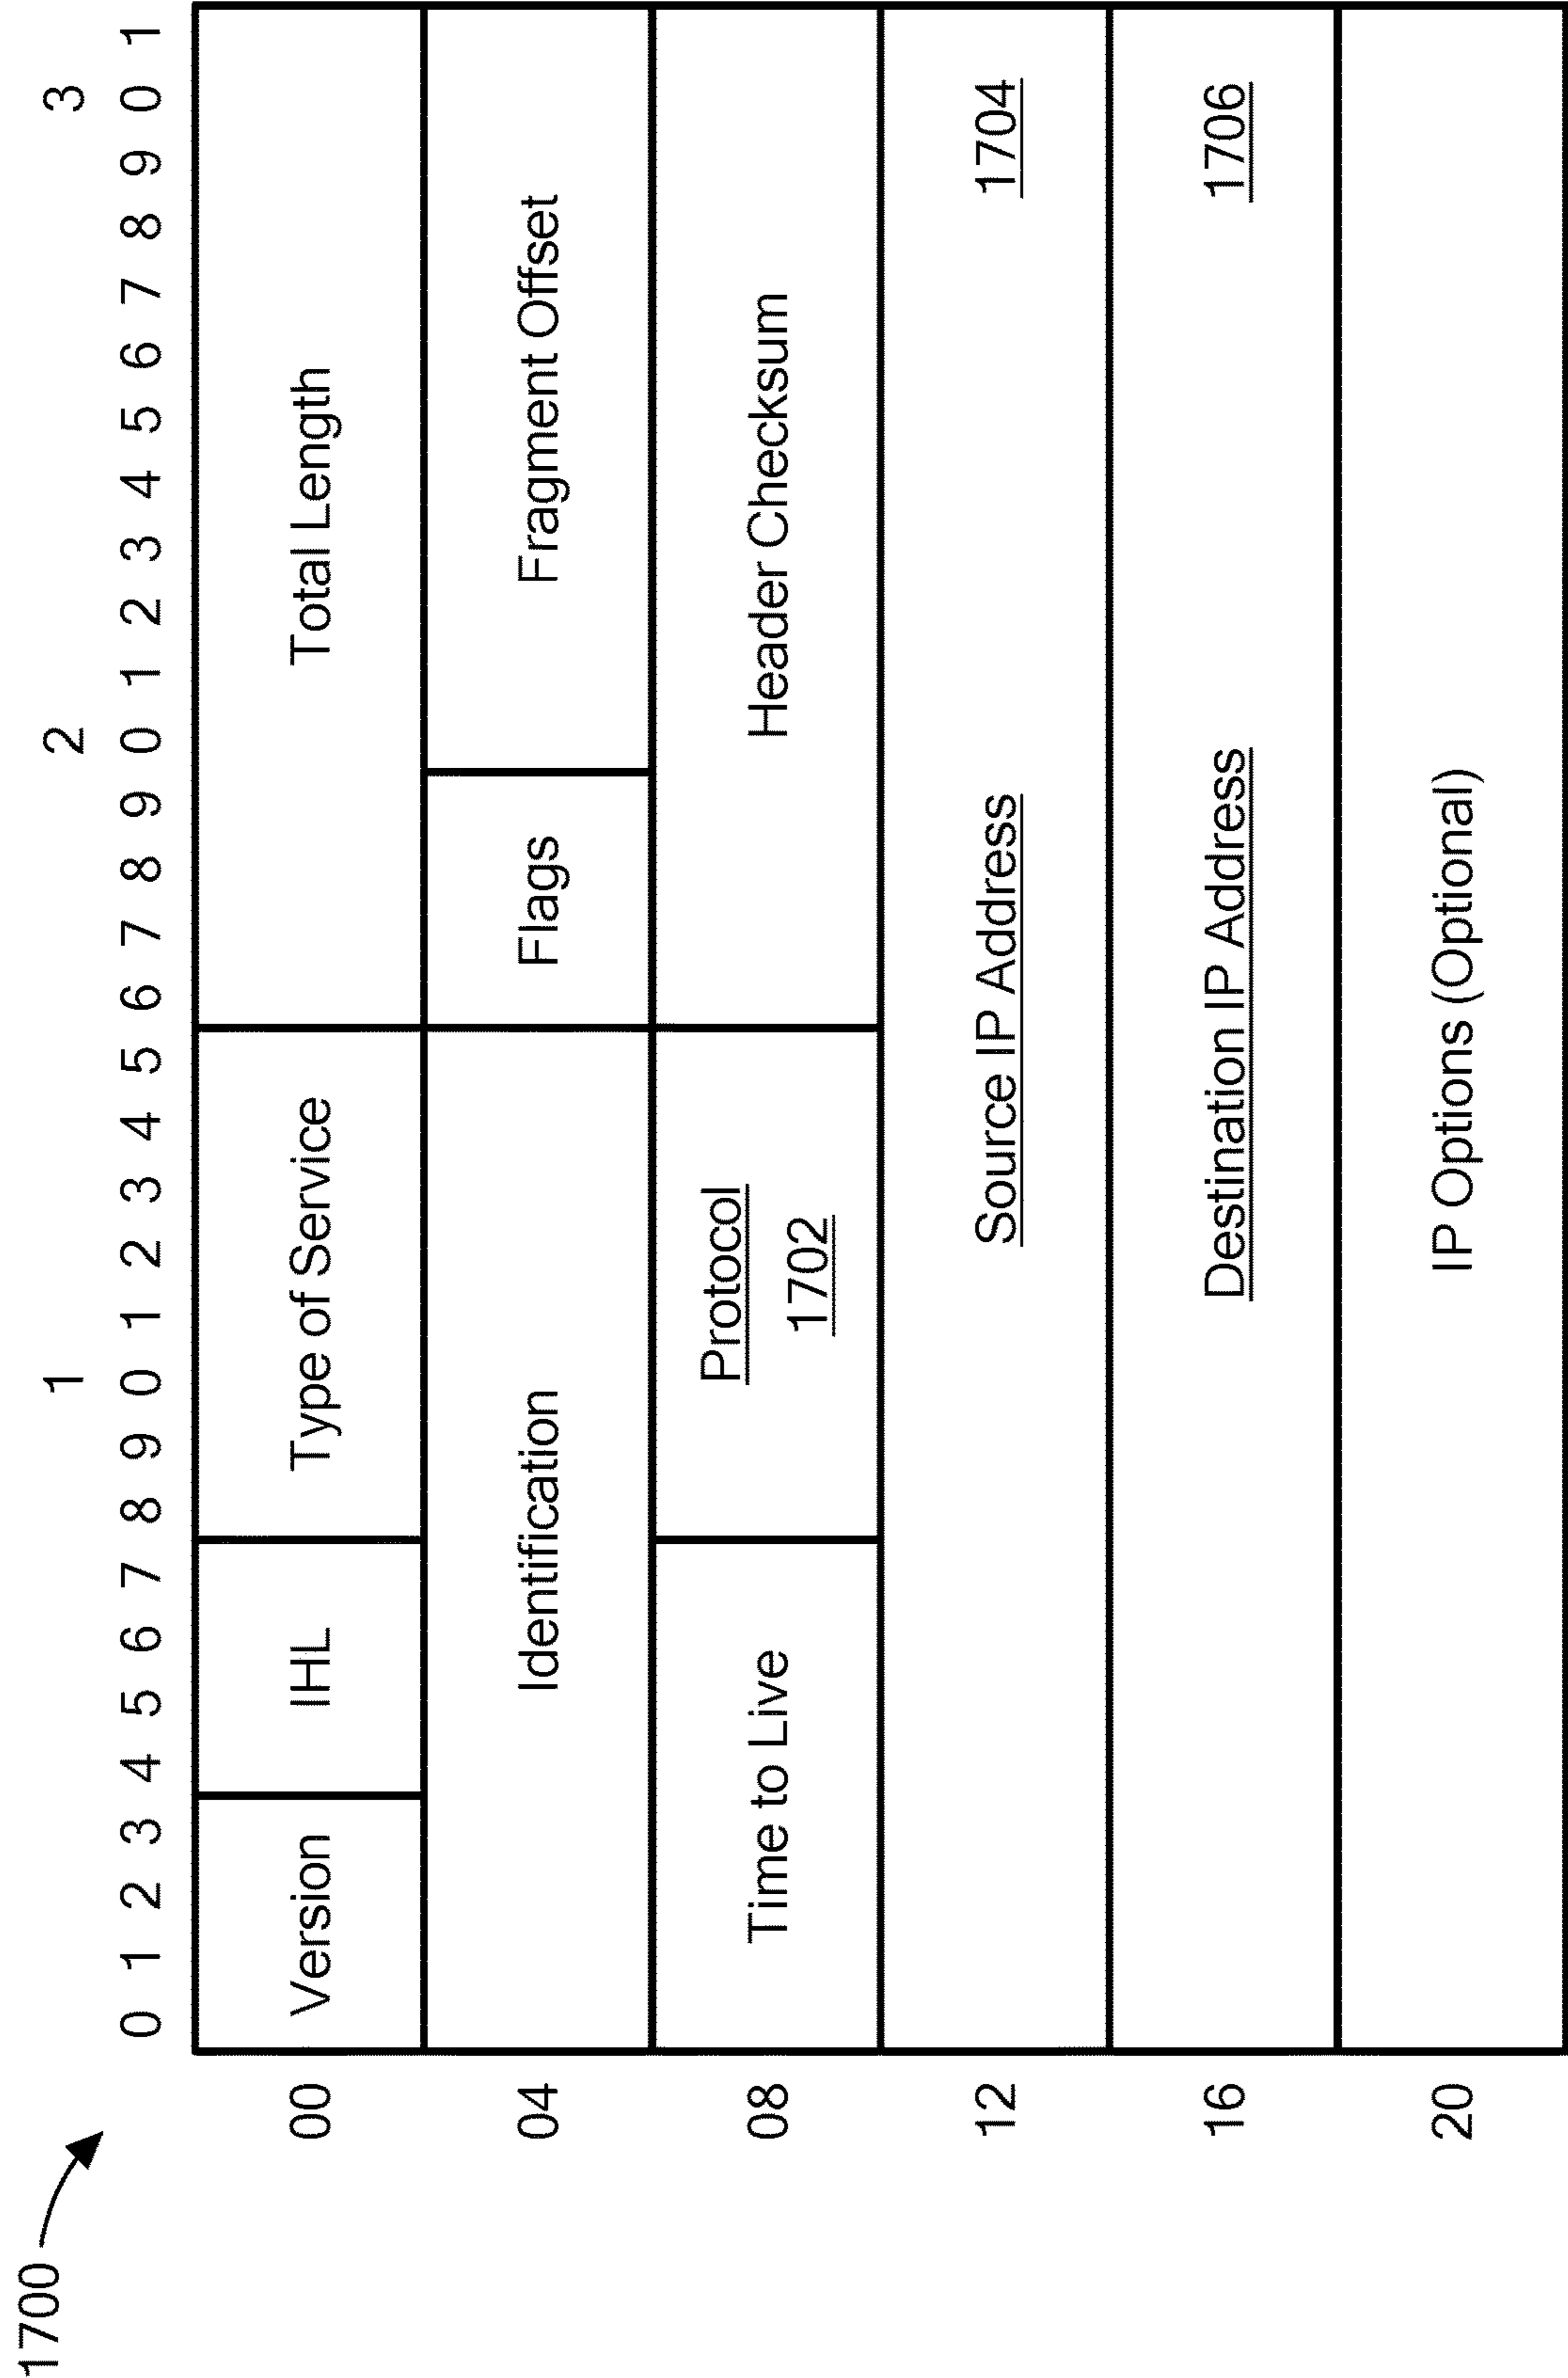 1700
1 2 3
0 1 2 3 4 5 6 7 8 9 0 1 2 3 4 5 6 7 8 9 0 1 2 3 4 5 6 7 8 9 0 1
00 Version IHL Type of Service Total Length
04 Identification Flags Fragment Offset
08 Time to Live Protocol Header Checksum
1702
12 Source IP Address 1704
16 Destination IP Address 1706
20 IP Options (Optional)